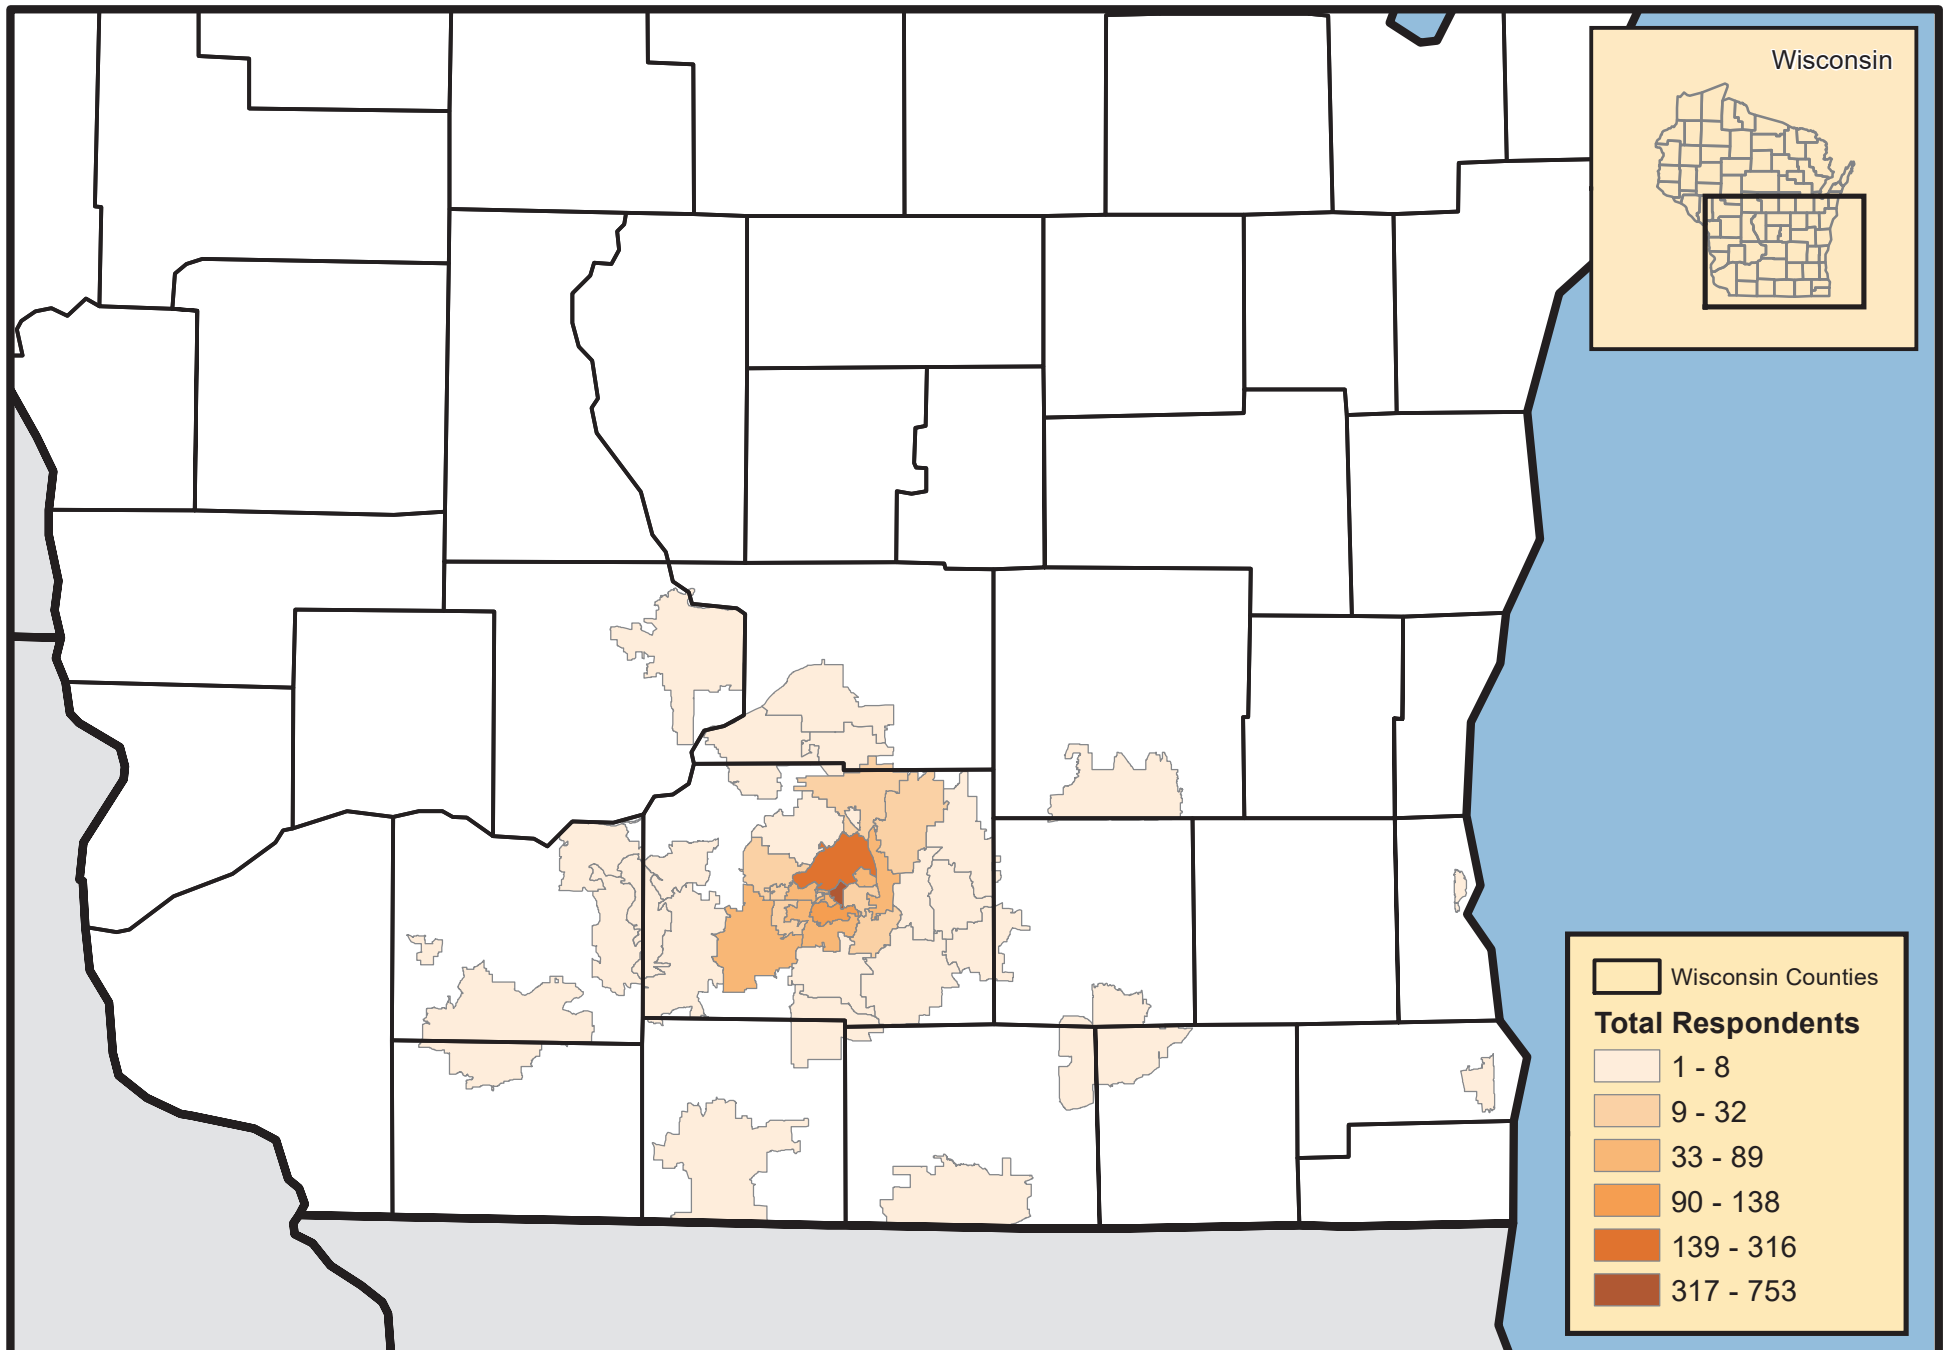 Wisconsin
Wisconsin Counties
Total Respondents
1 - 8
9 - 32
33 - 89
90 - 138
139 - 316
317 - 753